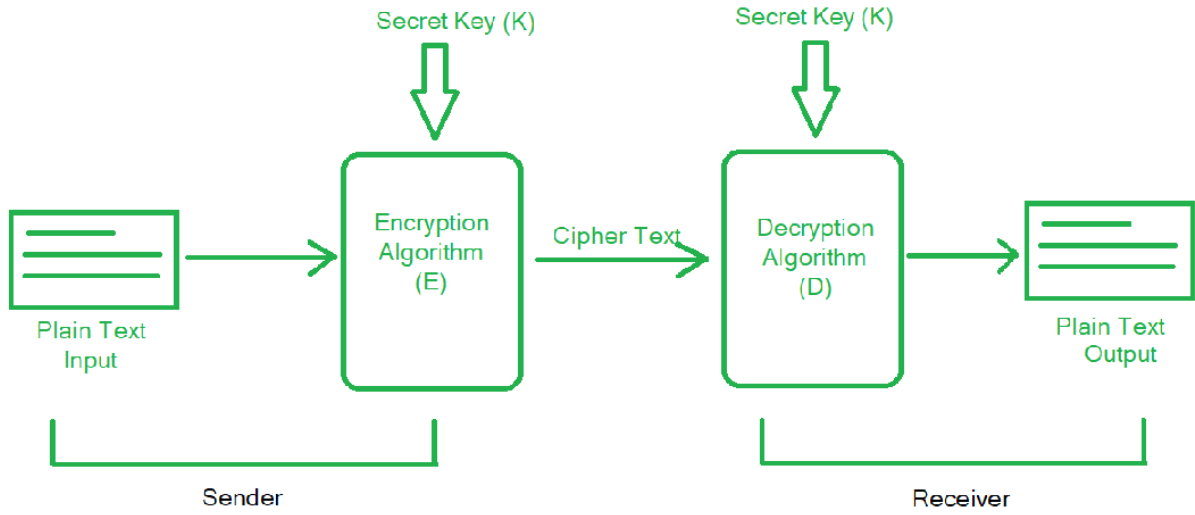 Secret Key (K)
Secret Key (K)
Encryption
Algorithm
(E)
Cipher Text
Decryption
Algorithm
(D)
Plain Text
Input
Plain Text
Output
Sender
Receiver